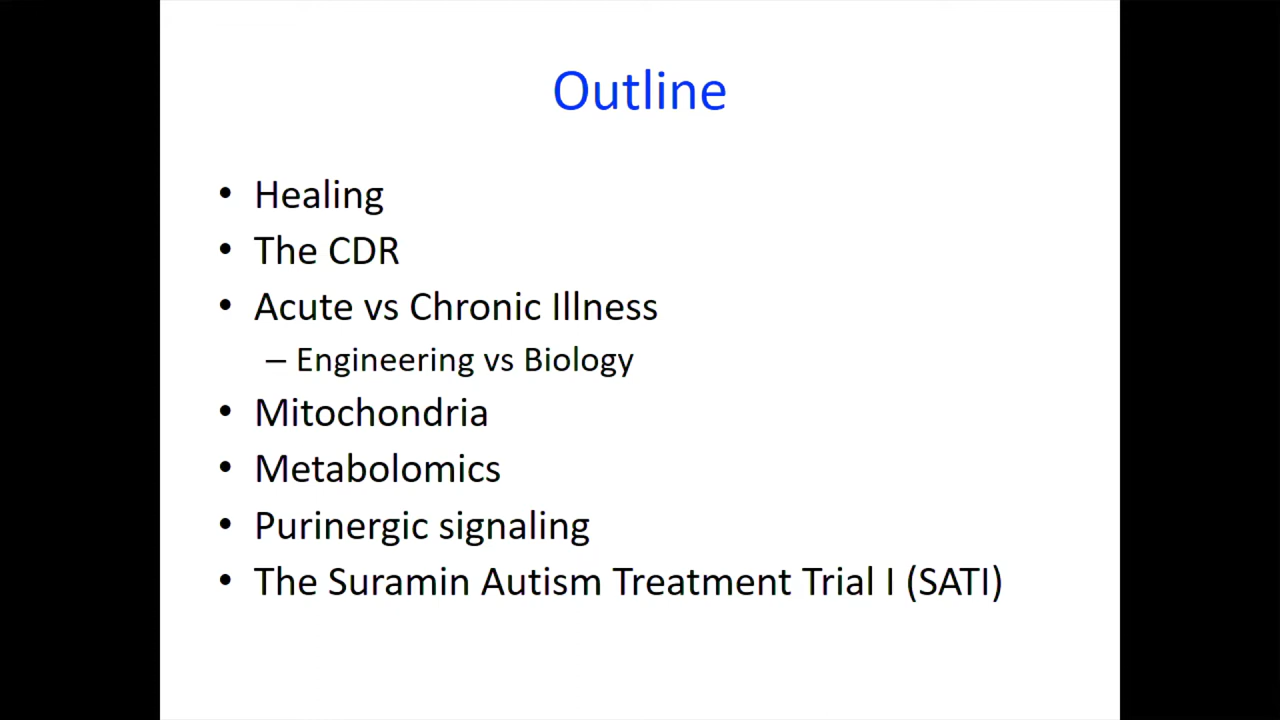 Outline
• Healing
• The CDR
• Acute vs Chronic Illness
– Engineering vs Biology
• Mitochondria
• Metabolomics
• Purinergic signaling
• The Suramin Autism Treatment Trial I (SATI)